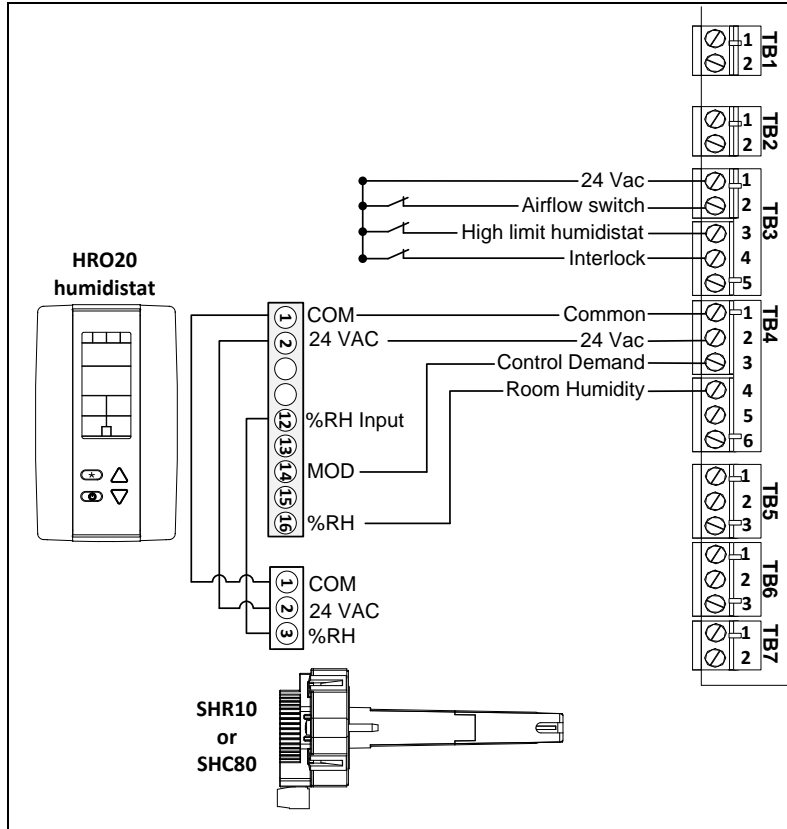 1
2
TB1
1
2
TB2
24 Vac
1
Airflow switch
2
High limit humidistat
3
Interlock
4
5
TB3
HRO20
humidistat
1 COM
2 24 VAC
12 %RH Input
13
14 MOD
15
16 %RH
Common
1
24 Vac
2
Control Demand
3
Room Humidity
4
5
6
TB4
1
2
3
TB5
1
2
3
TB6
1
2
TB7
1 COM
2 24 VAC
3 %RH
SHR10
or
SHC80